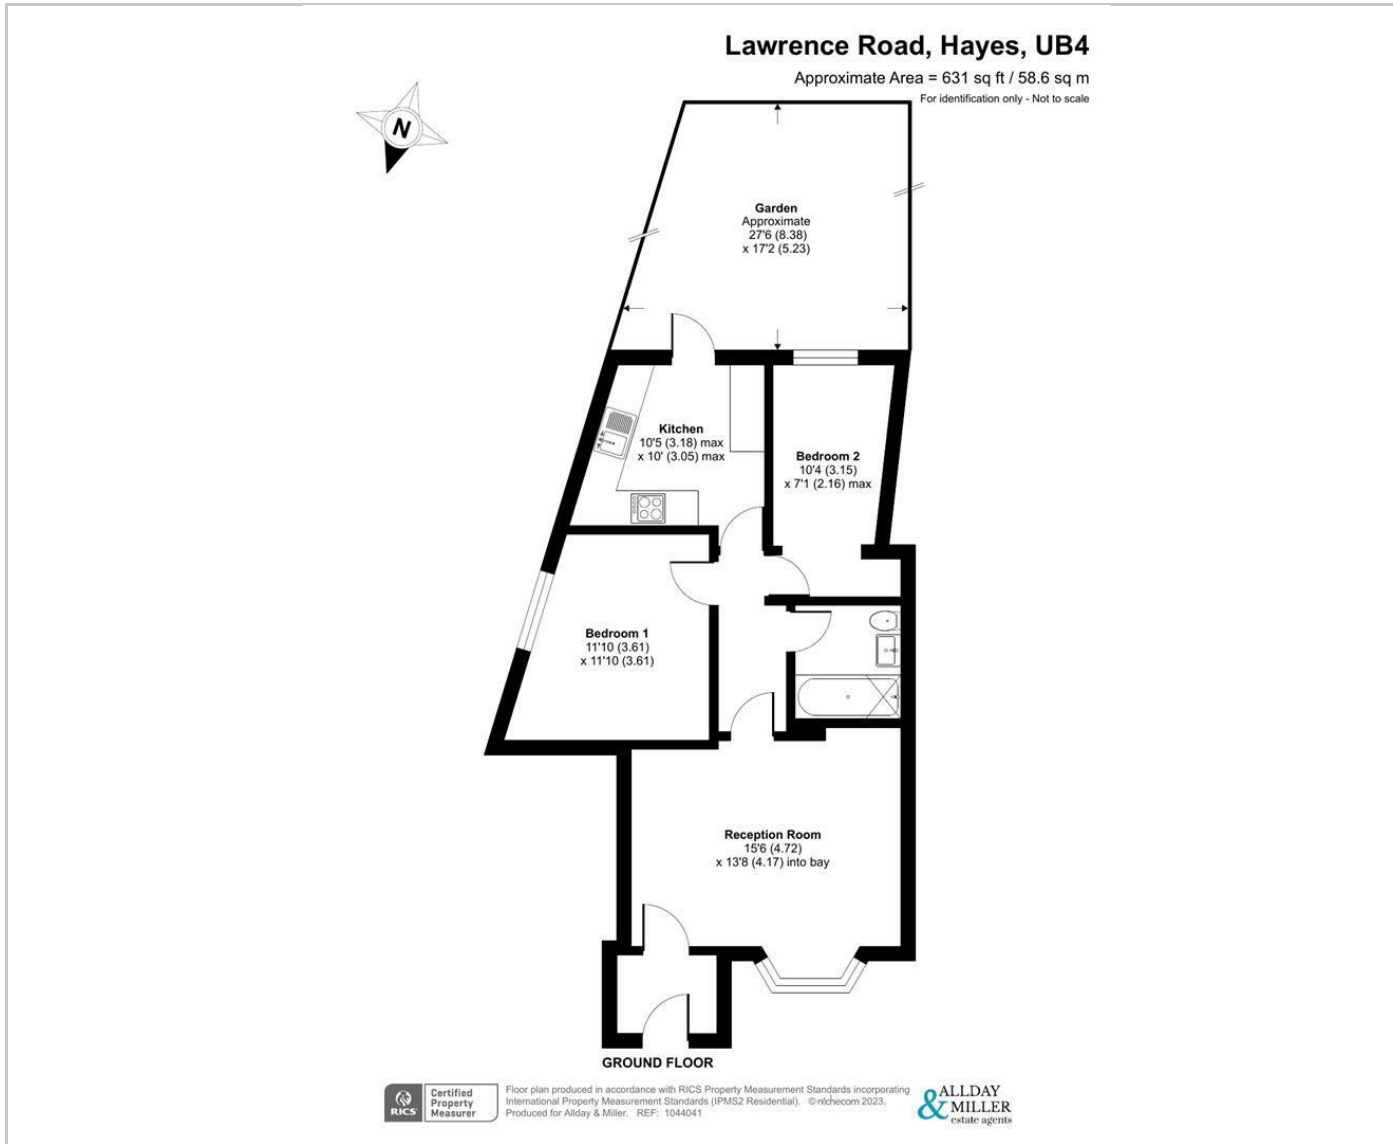 Lawrence Road, Hayes, UB4
Approximate Area = 631 sq ft / 58.6 sq m
For identification only - Not to scale
N
Garden
Approximate
27'6 (8.38)
x 17'2 (5.23)
Kitchen
10'5 (3.18) max
x 10' (3.05) max
Bedroom 2
10'4 (3.15)
x 7'1 (2.16) max
Bedroom 1
11'10 (3.61)
x 11'10 (3.61)
Reception Room
15'6 (4.72)
x 13'8 (4.17) into bay
GROUND FLOOR
RICS
Certified
Property
Measurer
Floor plan produced in accordance with RICS Property Measurement Standards incorporating
International Property Measurement Standards (IPMS2 Residential). © nichecom 2023.
Produced for Allday & Miller. REF: 1044041
ALLDAY
& MILLER
estate agents